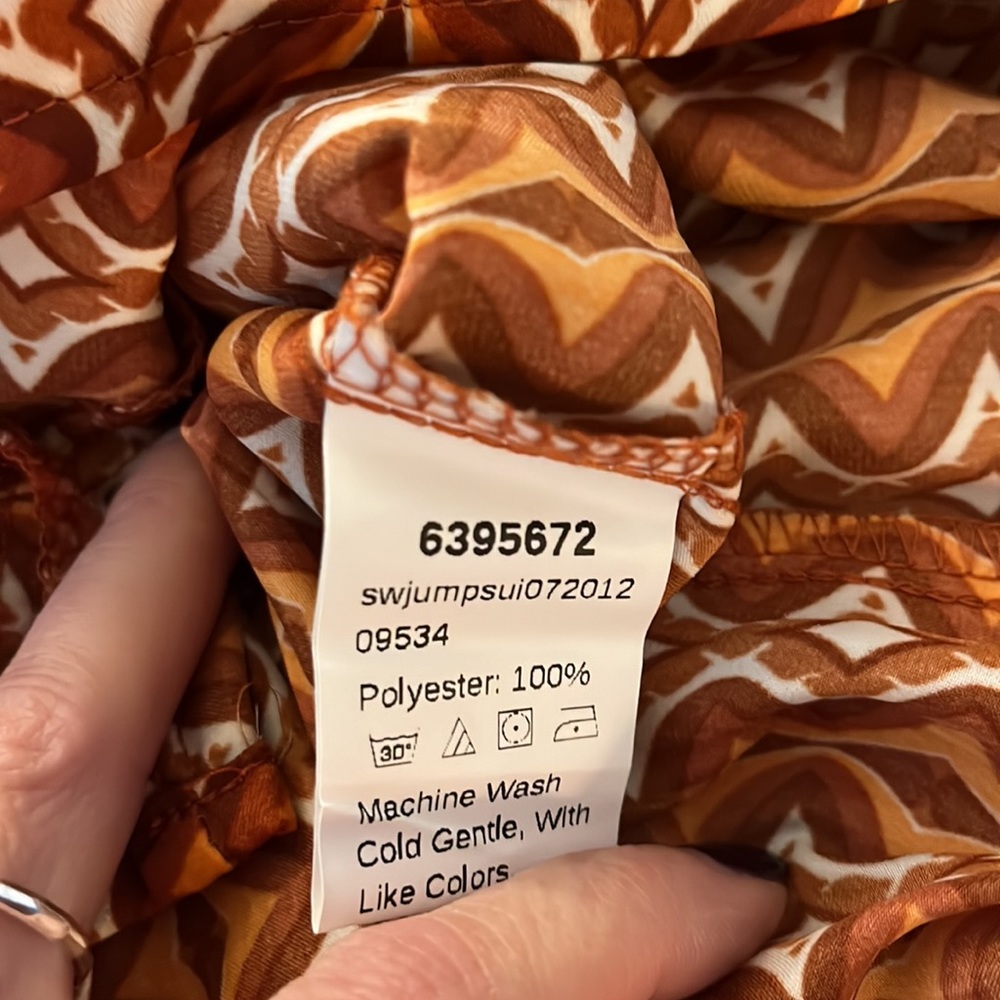 6395672
swjumpsui072012
09534
Polyester: 100%
30°
Machine Wash
Cold Gentle, With
Like Colors